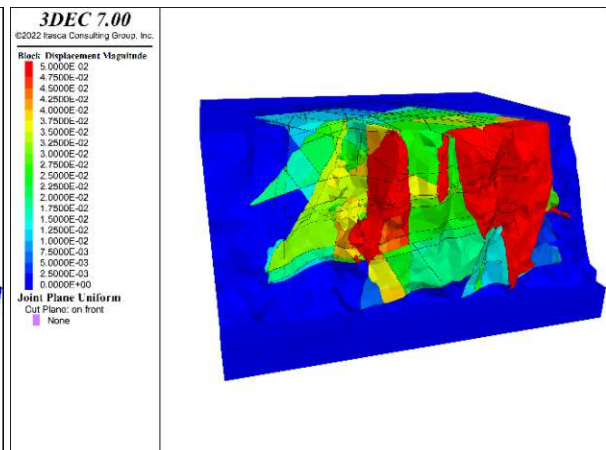 3DEC 7.00
©2022 Itasca Consulting Group, Inc.
Block Displacement Magnitude
5.0000E-02
4.7500E-02
4.5000E-02
4.2500E-02
4.0000E-02
3.7500E-02
3.5000E-02
3.2500E-02
3.0000E-02
2.7500E-02
2.5000E-02
2.2500E-02
2.0000E-02
1.7500E-02
1.5000E-02
1.2500E-02
1.0000E-02
7.5000E-03
5.0000E-03
2.5000E-03
0.0000E+00
Joint Plane Uniform
Cut Plane: on front
None